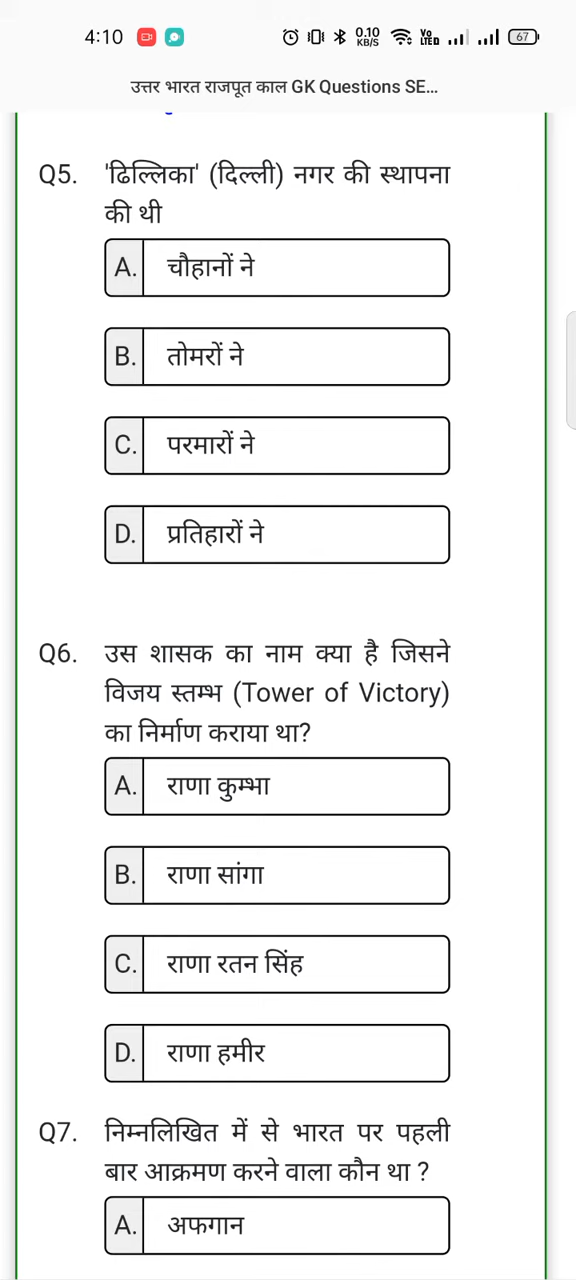 4:10 0.10 KB/S Vo LTED 67
उत्तर भारत राजपूत काल GK Questions SE...
Q5. 'ढिल्लिका' (दिल्ली) नगर की स्थापना
की थी
A. चौहानों ने
B. तोमरों ने
C. परमारों ने
D. प्रतिहारों ने
Q6. उस शासक का नाम क्या है जिसने
विजय स्तम्भ (Tower of Victory)
का निर्माण कराया था?
A. राणा कुम्भा
B. राणा सांगा
C. राणा रतन सिंह
D. राणा हमीर
Q7. निम्नलिखित में से भारत पर पहली
बार आक्रमण करने वाला कौन था ?
A. अफगान